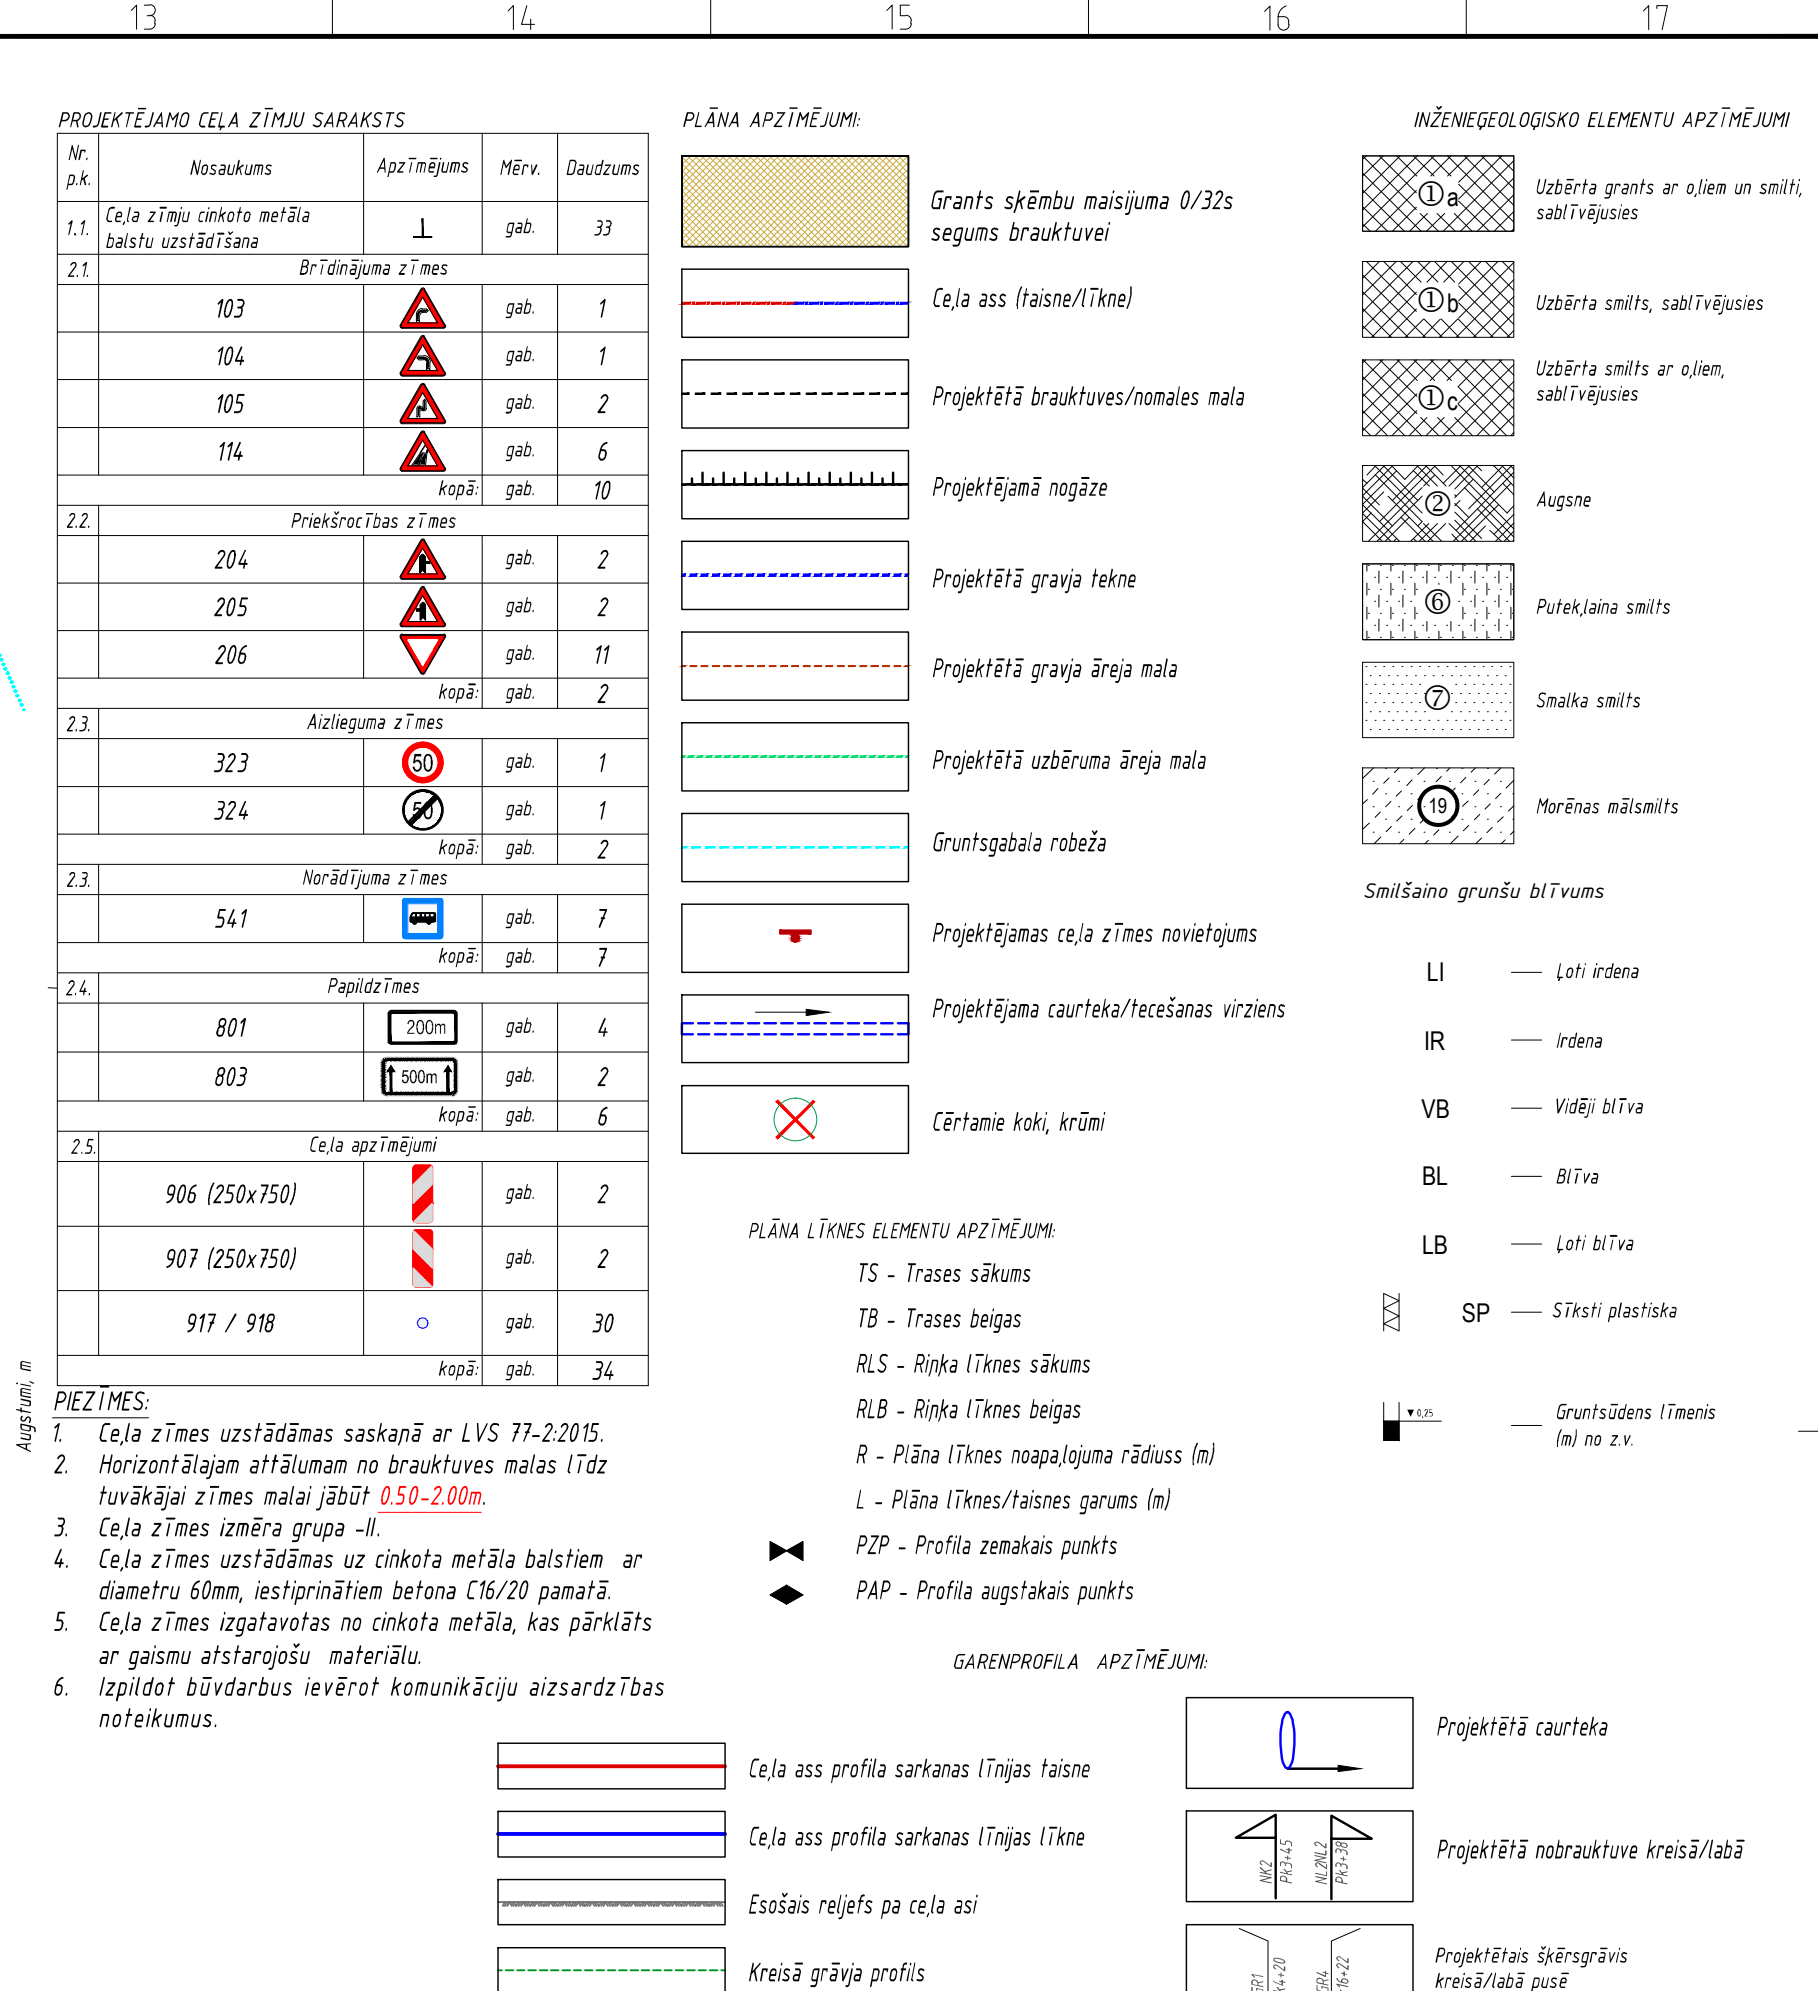 13 14 15 16 17
PROJEKTĒJAMO CEĻA ZĪMJU SARAKSTS
Nr. p.k. Nosaukums Apzīmējums Mērv. Daudzums
1.1. Ceļa zīmju cinkoto metāla balstu uzstādīšana gab. 33
2.1. Brīdinājuma zīmes
103 gab. 1
104 gab. 1
105 gab. 2
114 gab. 6
kopā: gab. 10
2.2. Priekšrocības zīmes
204 gab. 2
205 gab. 2
206 gab. 11
kopā: gab. 2
2.3. Aizlieguma zīmes
323 50 gab. 1
324 50 gab. 1
kopā: gab. 2
2.3. Norādījuma zīmes
541 gab. 7
kopā: gab. 7
2.4. Papildzīmes
801 200m gab. 4
803 500m gab. 2
kopā: gab. 6
2.5. Ceļa apzīmējumi
906 (250x750) gab. 2
907 (250x750) gab. 2
917 / 918 gab. 30
kopā: gab. 34
Augstumi, m
PIEZĪMES:
1. Ceļa zīmes uzstādāmas saskaņā ar LVS 77-2:2015.
2. Horizontālajam attālumam no brauktuves malas līdz
tuvākājai zīmes malai jābūt 0.50-2.00m.
3. Ceļa zīmes izmēra grupa -II.
4. Ceļa zīmes uzstādāmas uz cinkota metāla balstiem ar
diametru 60mm, iestiprinātiem betona C16/20 pamatā.
5. Ceļa zīmes izgatavotas no cinkota metāla, kas pārklāts
ar gaismu atstarojošu materiālu.
6. Izpildot būvdarbus ievērot komunikāciju aizsardzības
noteikumus.
PLĀNA APZĪMĒJUMI:
Grants šķēmbu maisijuma 0/32s
segums brauktuvei
Ceļa ass (taisne/līkne)
Projektētā brauktuves/nomales mala
Projektējamā nogāze
Projektētā gravja tekne
Projektētā gravja āreja mala
Projektētā uzbēruma āreja mala
Gruntsgabala robeža
Projektējamas ceļa zīmes novietojums
Projektējama caurteka/tecešanas virziens
Cērtamie koki, krūmi
PLĀNA LĪKNES ELEMENTU APZĪMĒJUMI:
TS - Trases sākums
TB - Trases beigas
RLS - Riņķa līknes sākums
RLB - Riņķa līknes beigas
R - Plāna līknes noapaļojuma rādiuss (m)
L - Plāna līknes/taisnes garums (m)
PZP - Profila zemakais punkts
PAP - Profila augstakais punkts
INŽENIEĢEOLOĢISKO ELEMENTU APZĪMĒJUMI
①a Uzbērta grants ar oļiem un smilti,
sablīvējusies
①b Uzbērta smilts, sablīvējusies
①c Uzbērta smilts ar oļiem,
sablīvējusies
② Augsne
⑥ Putekļaina smilts
⑦ Smalka smilts
19 Morēnas mālsmilts
Smilšaino grunšu blīvums
LI — Ļoti irdena
IR — Irdena
VB — Vidēji blīva
BL — Blīva
LB — Ļoti blīva
SP — Sīksti plastiska
▼0,25 — Gruntsūdens līmenis
(m) no z.v.
GARENPROFILA APZĪMĒJUMI:
Ceļa ass profila sarkanas līnijas taisne
Ceļa ass profila sarkanas līnijas līkne
Esošais reljefs pa ceļa asi
Kreisā grāvja profils
Projektētā caurteka
NK2 Pk3+45 NL2NL2 Pk3+38 Projektētā nobrauktuve kreisā/labā
Projektētais šķērsgrāvis
kreisā/labā pusē